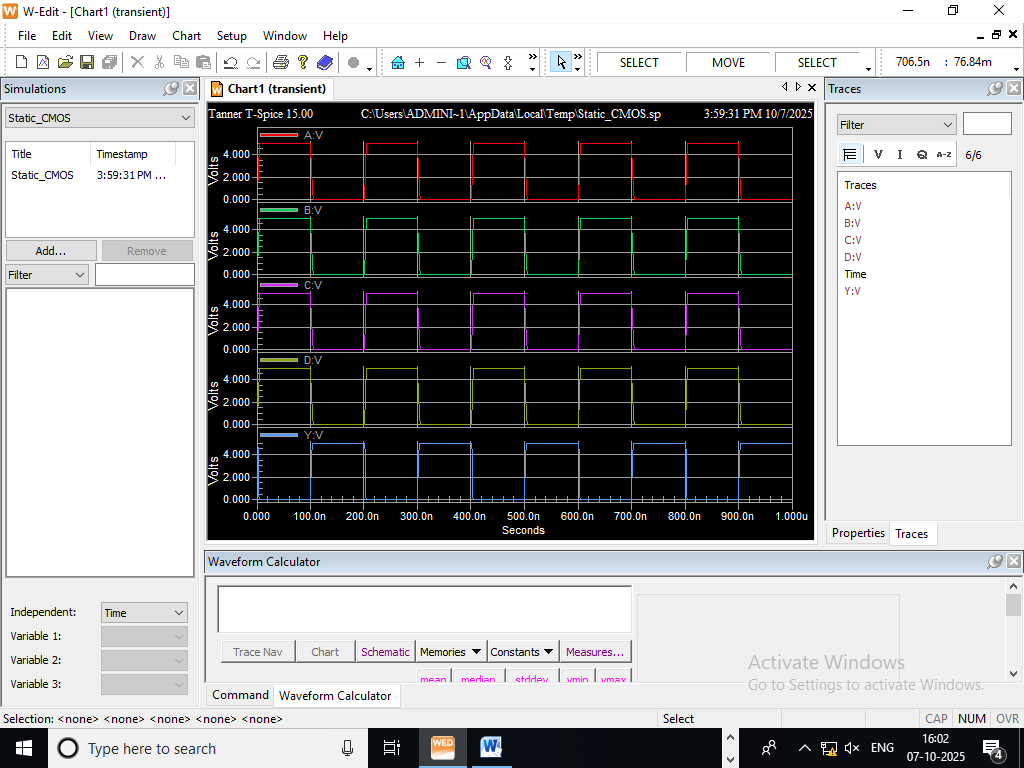 W-Edit - [Chart1 (transient)]
File Edit View Draw Chart Setup Window Help
SELECT MOVE SELECT 706.5n : 76.84m
Simulations
Static_CMOS
Title Timestamp
Static_CMOS 3:59:31 PM ...
Add... Remove
Filter
Independent: Time
Variable 1:
Variable 2:
Variable 3:
Chart1 (transient)
Tanner T-Spice 15.00 C:\Users\ADMINI~1\AppData\Local\Temp\Static_CMOS.sp 3:59:31 PM 10/7/2025
A:V
Volts
4.000
2.000
0.000
B:V
Volts
4.000
2.000
0.000
C:V
Volts
4.000
2.000
0.000
D:V
Volts
4.000
2.000
0.000
Y:V
Volts
4.000
2.000
0.000
0.000 100.0n 200.0n 300.0n 400.0n 500.0n 600.0n 700.0n 800.0n 900.0n 1.000u
Seconds
Traces
Filter
V I Q A-Z 6/6
Traces
A:V
B:V
C:V
D:V
Time
Y:V
Properties Traces
Waveform Calculator
Trace Nav Chart Schematic Memories Constants Measures...
mean median stddev vmin vmax
Activate Windows
Go to Settings to activate Windows.
Command Waveform Calculator
Selection: <none> <none> <none> <none> <none> Select CAP NUM OVR
Type here to search
WED
W
ENG
16:02
07-10-2025
4